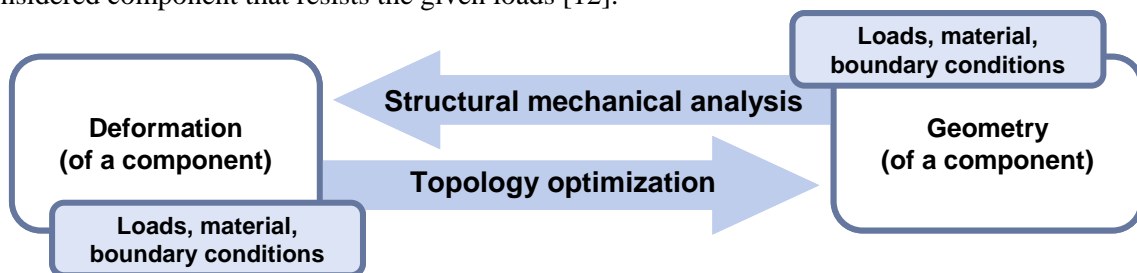 nsidered component that resists the given loads [12].
Loads, material,
boundary conditions
Structural mechanical analysis
Deformation
(of a component)
Geometry
(of a component)
Topology optimization
Loads, material,
boundary conditions